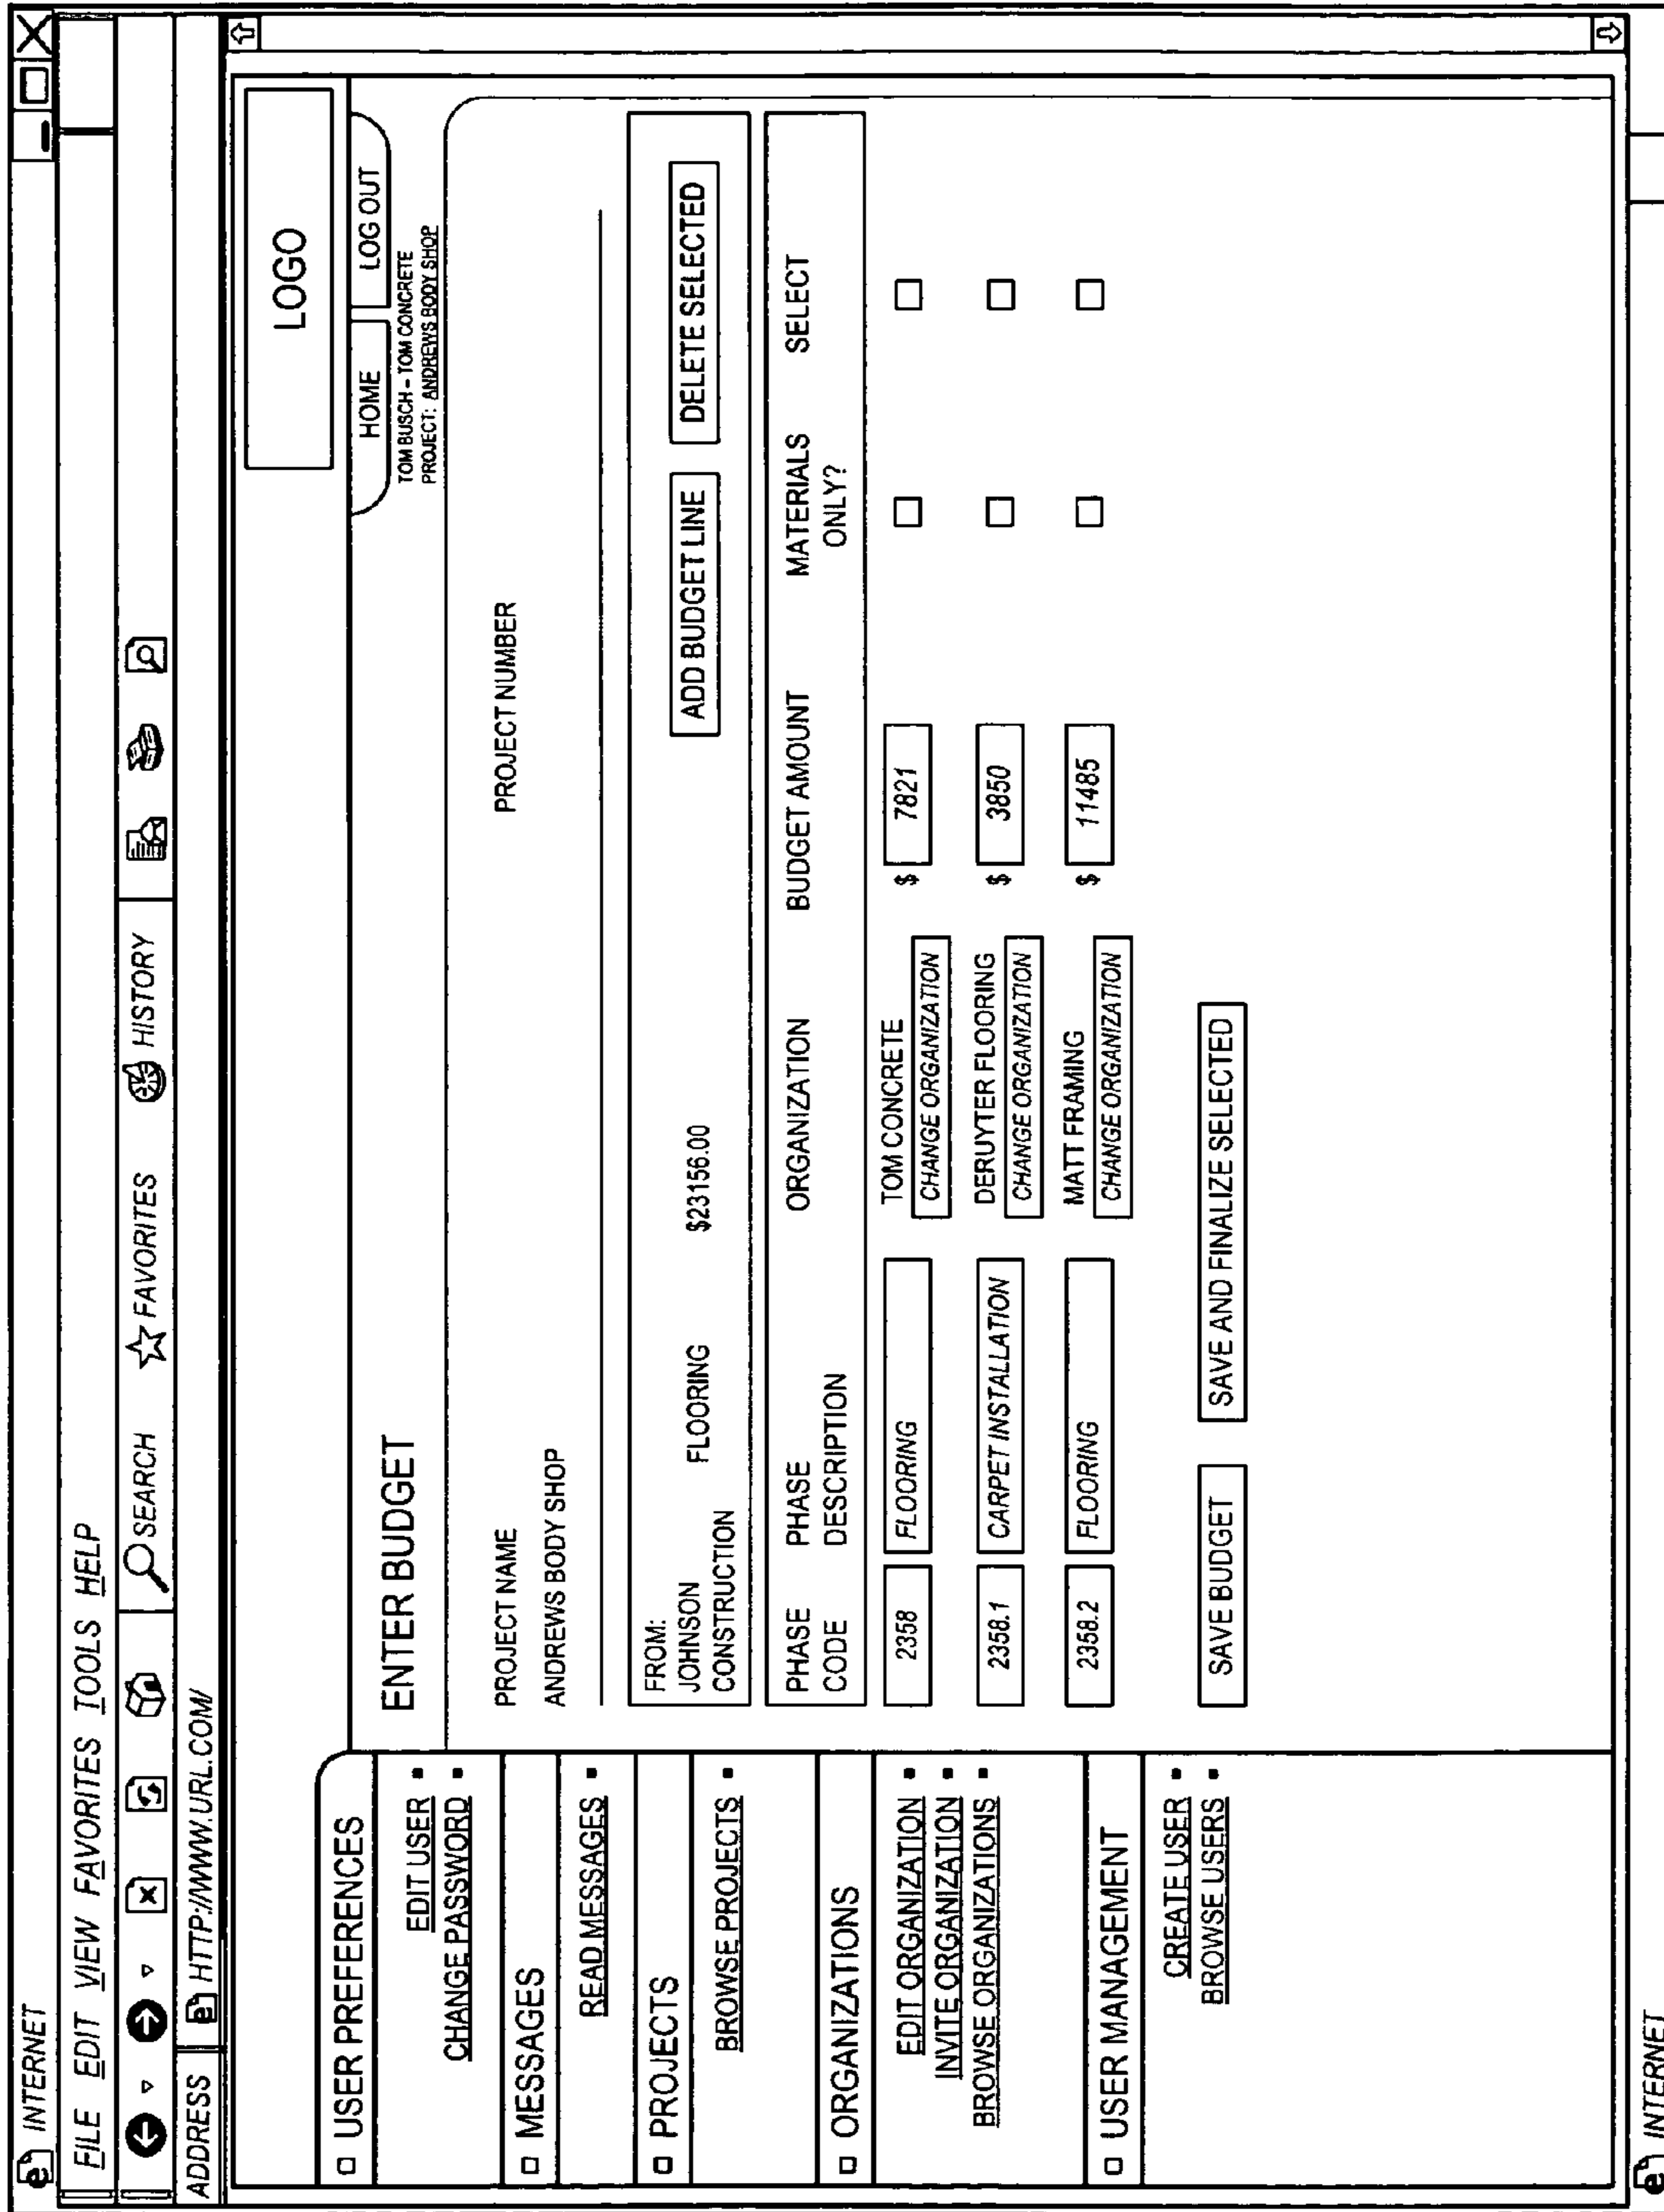 INTERNET
FILE EDIT VIEW FAVORITES TOOLS HELP
SEARCH FAVORITES HISTORY
ADDRESS HTTP://WWW.URL.COM/
LOGO
HOME LOG OUT
TOM BUSCH – TOM CONCRETE
PROJECT: ANDREWS BODY SHOP
USER PREFERENCES
EDIT USER
CHANGE PASSWORD
MESSAGES
READ MESSAGES
PROJECTS
BROWSE PROJECTS
ORGANIZATIONS
EDIT ORGANIZATION
INVITE ORGANIZATION
BROWSE ORGANIZATIONS
USER MANAGEMENT
CREATE USER
BROWSE USERS
ENTER BUDGET
PROJECT NAME PROJECT NUMBER
ANDREWS BODY SHOP
FROM:
JOHNSON FLOORING $23156.00 ADD BUDGET LINE DELETE SELECTED
CONSTRUCTION
PHASE PHASE ORGANIZATION BUDGET AMOUNT MATERIALS SELECT
CODE DESCRIPTION ONLY?
2358 FLOORING TOM CONCRETE $ 7821
CHANGE ORGANIZATION
2358.1 CARPET INSTALLATION DERUYTER FLOORING $ 3850
CHANGE ORGANIZATION
2358.2 FLOORING MATT FRAMING $ 11485
CHANGE ORGANIZATION
SAVE BUDGET SAVE AND FINALIZE SELECTED
INTERNET